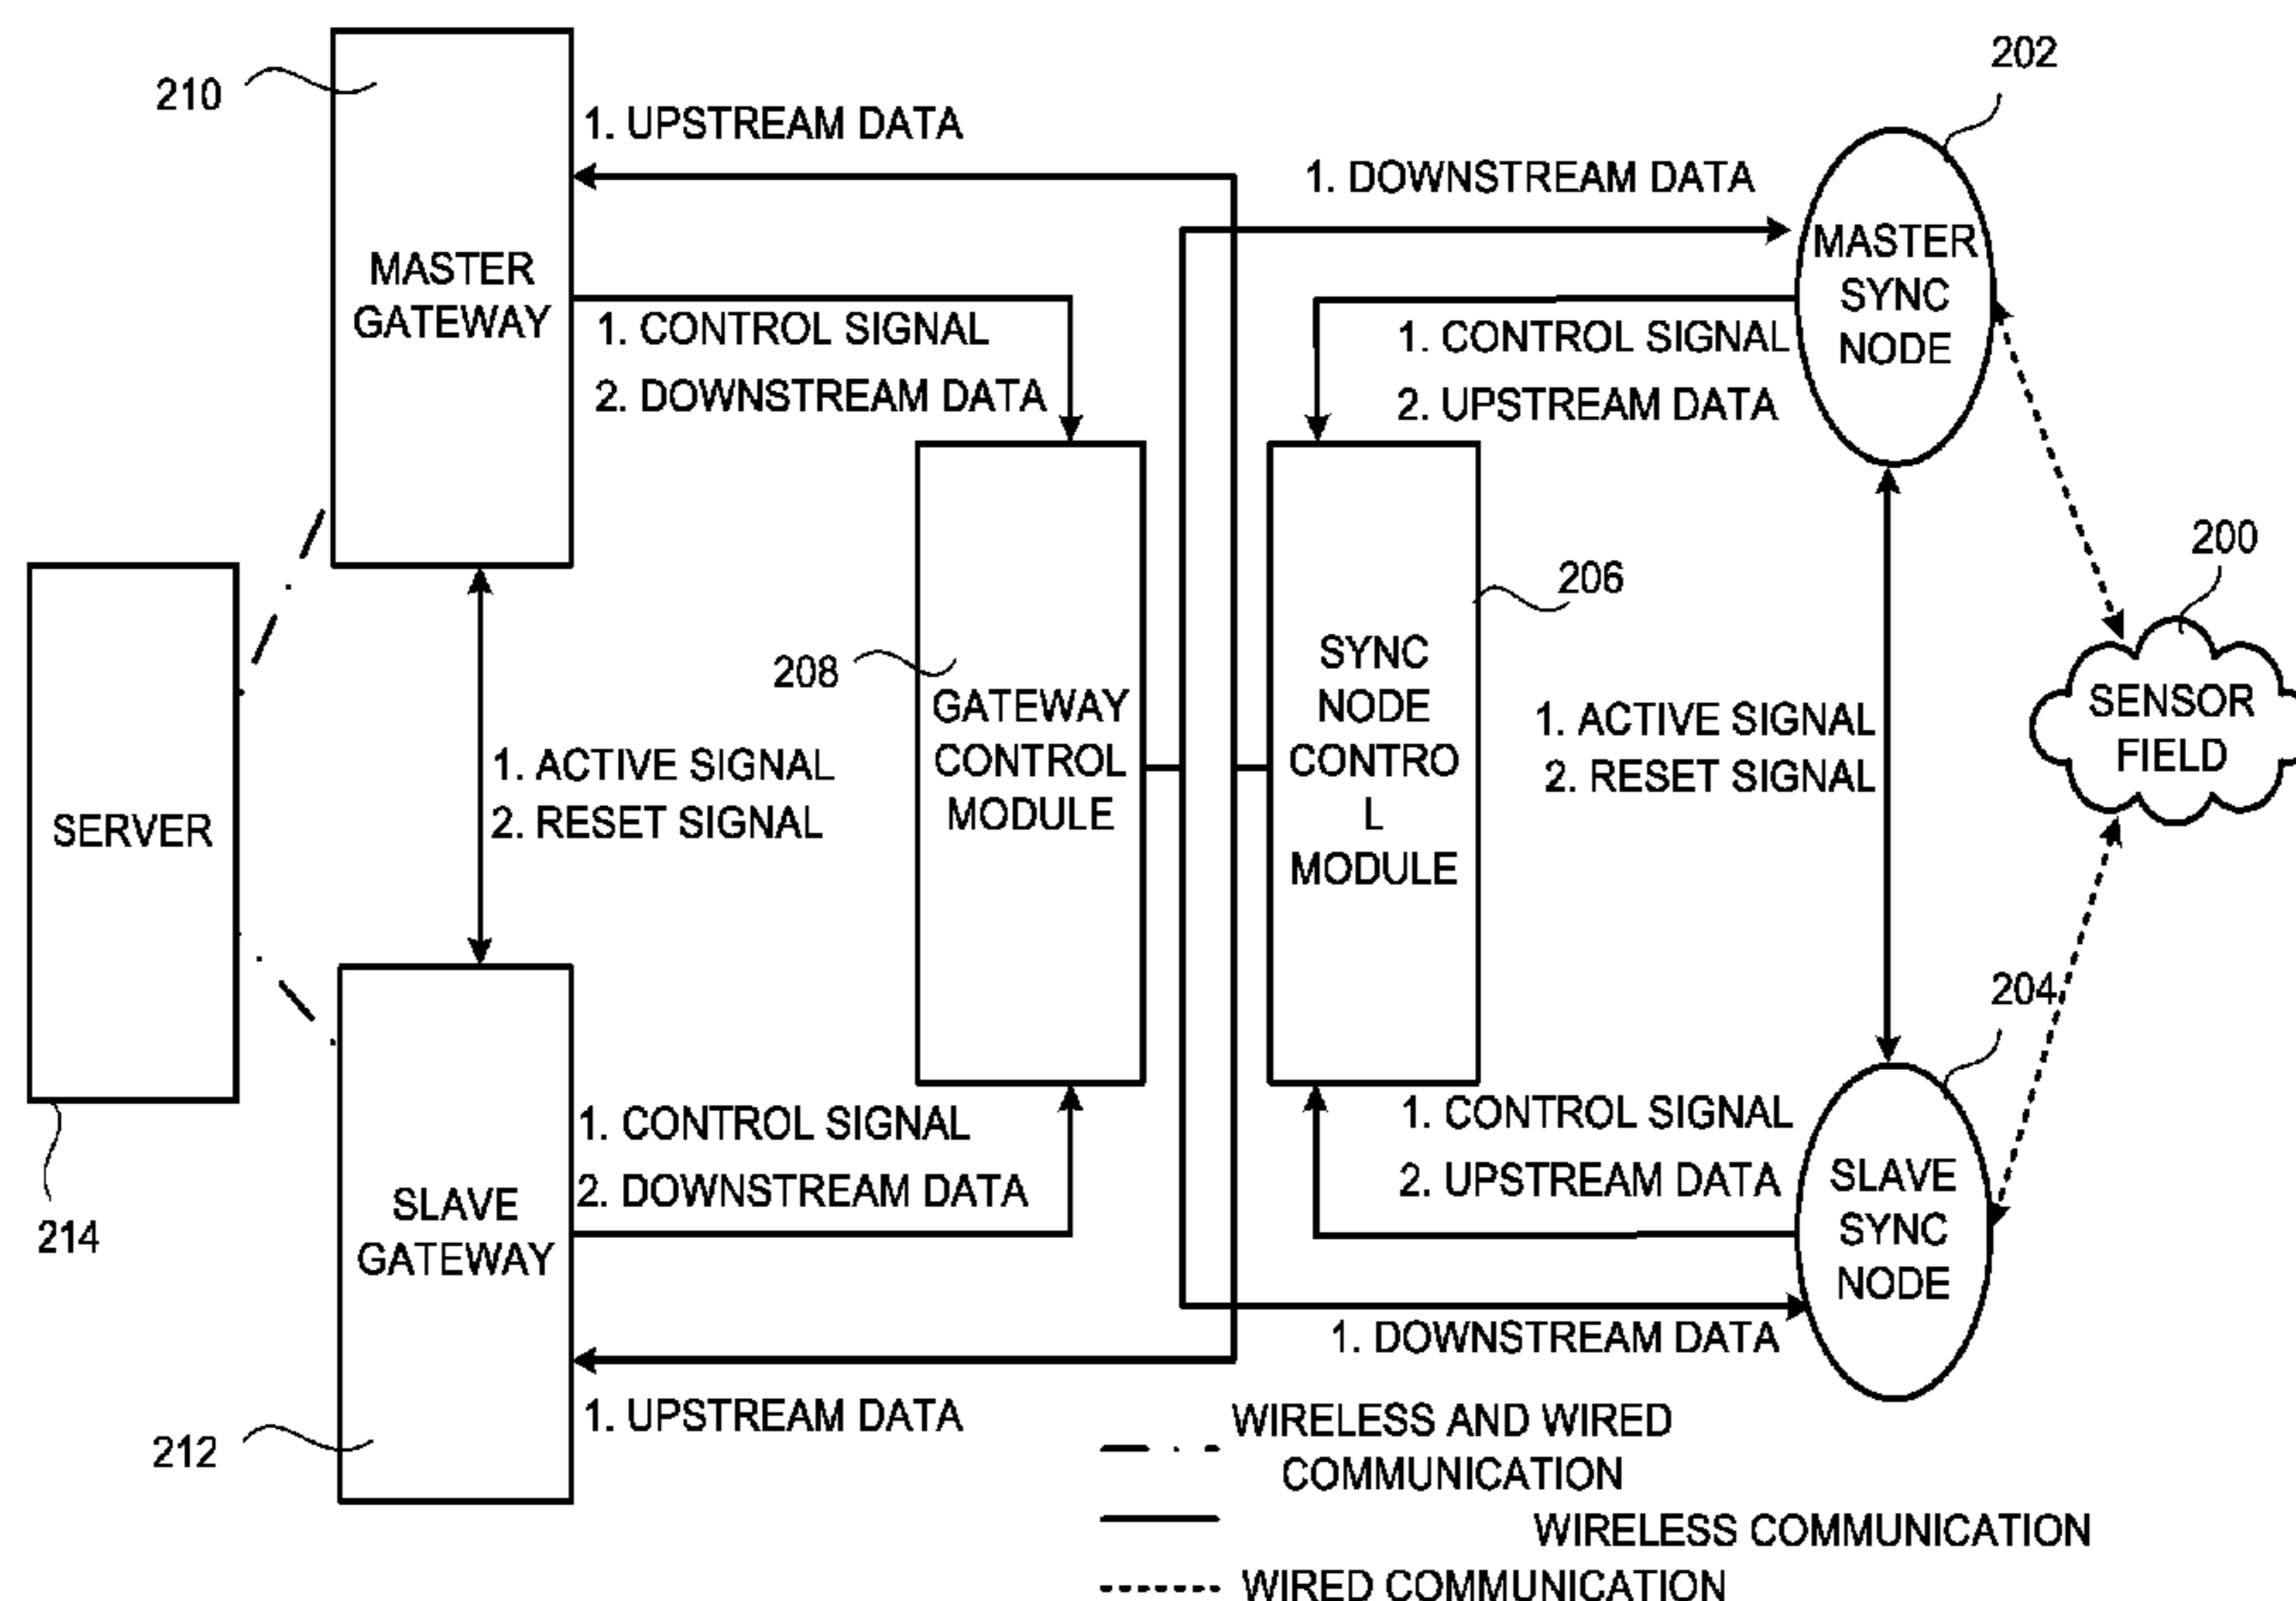 202
210
1. UPSTREAM DATA
1. DOWNSTREAM DATA
MASTER
GATEWAY
MASTER
SYNC
NODE
1. CONTROL SIGNAL
2. DOWNSTREAM DATA
1. CONTROL SIGNAL
2. UPSTREAM DATA
200
206
208
SERVER
1. ACTIVE SIGNAL
2. RESET SIGNAL
GATEWAY
CONTROL
MODULE
SYNC
NODE
CONTRO
L
MODULE
1. ACTIVE SIGNAL
2. RESET SIGNAL
SENSOR
FIELD
204
214
SLAVE
GATEWAY
1. CONTROL SIGNAL
2. DOWNSTREAM DATA
1. CONTROL SIGNAL
2. UPSTREAM DATA
SLAVE
SYNC
NODE
1. DOWNSTREAM DATA
1. UPSTREAM DATA
212
WIRELESS AND WIRED
COMMUNICATION
WIRELESS COMMUNICATION
WIRED COMMUNICATION